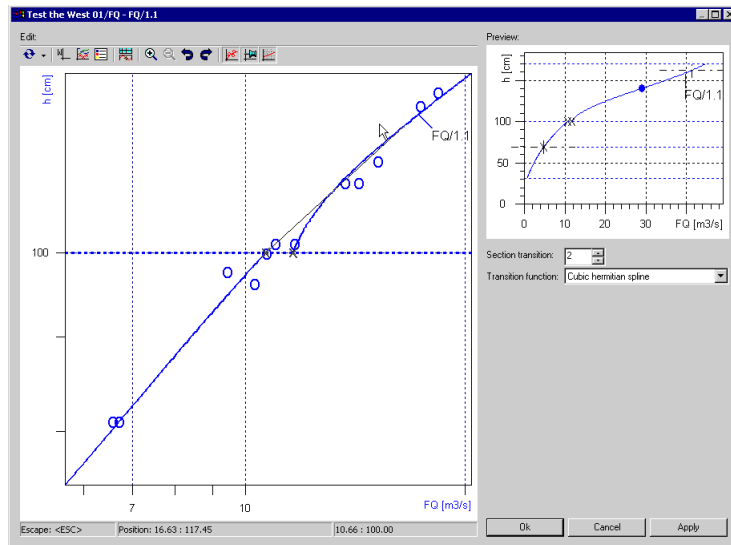 Test the West 01/FQ - FQ/1.1
Edit:
h [cm]
FQ/1.1
100
7
10
FQ [m3/s]
Escape: <ESC>
Position: 16.63 : 117.45
10.66 : 100.00
Preview:
h [cm]
FQ/1.1
100
50
0
0
10
20
30
40
FQ [m3/s]
Section transition:
2
Transition function:
Cubic hermitian spline
Ok
Cancel
Apply